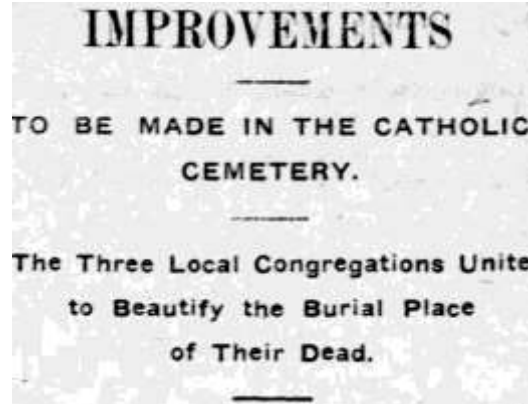 IMPROVEMENTS
TO BE MADE IN THE CATHOLIC
CEMETERY.
The Three Local Congregations Unite
to Beautify the Burial Place
of Their Dead.